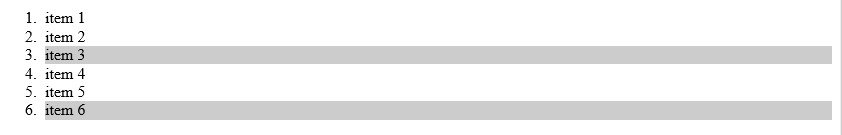 1. item 1
2. item 2
3. item 3
4. item 4
5. item 5
6. item 6